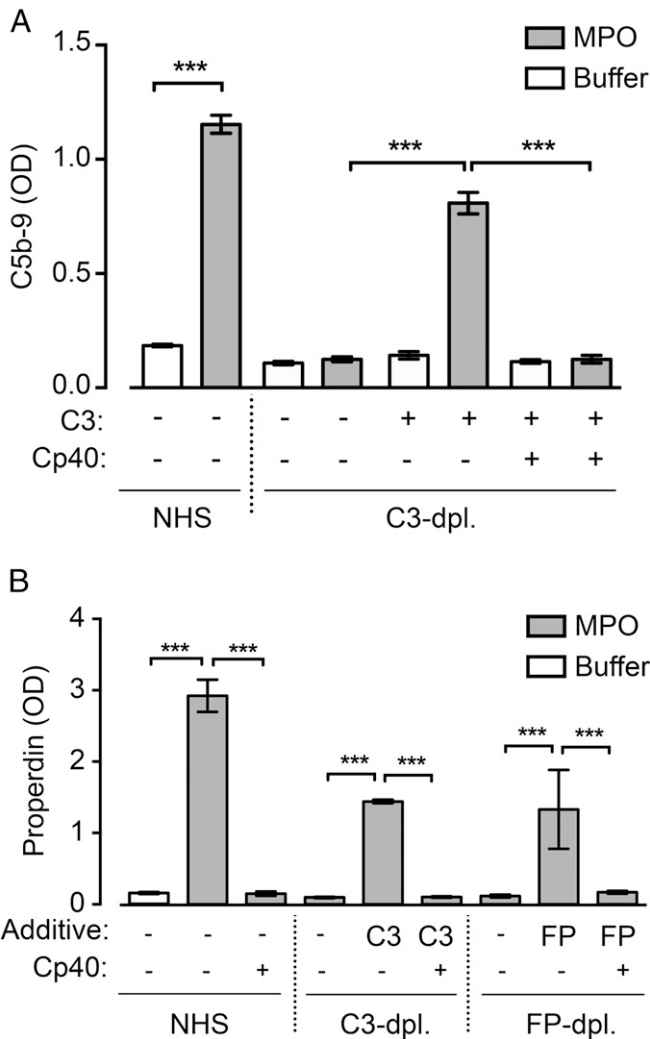 A
1.5
1.0
0.5
0.0
C5b-9 (OD)
MPO
Buffer
***
*** ***
C3: - - - - + + + +
Cp40: - - - - - - + +
NHS C3-dpl.
B
4
3
2
1
0
Properdin (OD)
MPO
Buffer
*** ***
*** ***
*** ***
Additive: - - - - C3 C3 - FP FP
Cp40: - - + - - + - - +
NHS C3-dpl. FP-dpl.